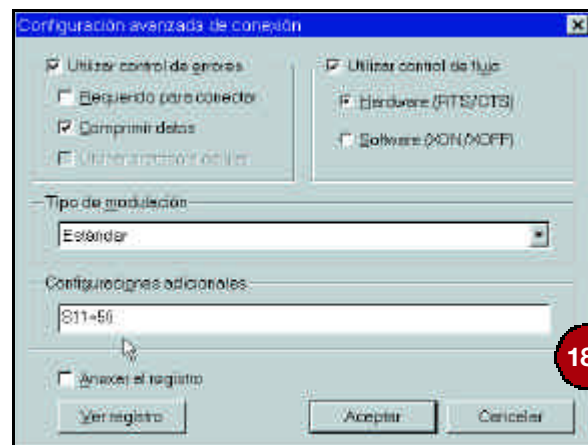 Configuración avanzada de conexión
Utilizar control de errores
Utilizar control de flujo
Requerido para conectar
Hardware (RTS/CTS)
Comprimir datos
Software (XON/XOFF)
Tipo de modulación
Estándar
Configuraciones adicionales
S11=50
Anexar al registro
18
Ver registro
Aceptar
Cancelar